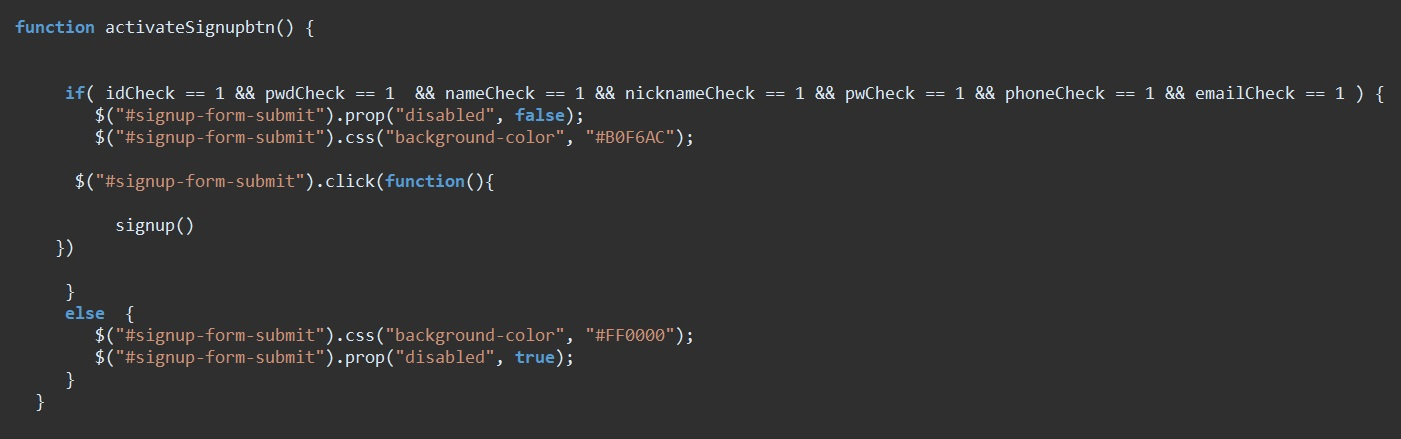 function activateSignupbtn() {
if( idCheck == 1 && pwdCheck == 1  && nameCheck == 1 && nicknameCheck == 1 && pwCheck == 1 && phoneCheck == 1 && emailCheck == 1 ) {
$("#signup-form-submit").prop("disabled", false);
$("#signup-form-submit").css("background-color", "#B0F6AC");
$("#signup-form-submit").click(function(){
signup()
})
}
else  {
$("#signup-form-submit").css("background-color", "#FF0000");
$("#signup-form-submit").prop("disabled", true);
}
}